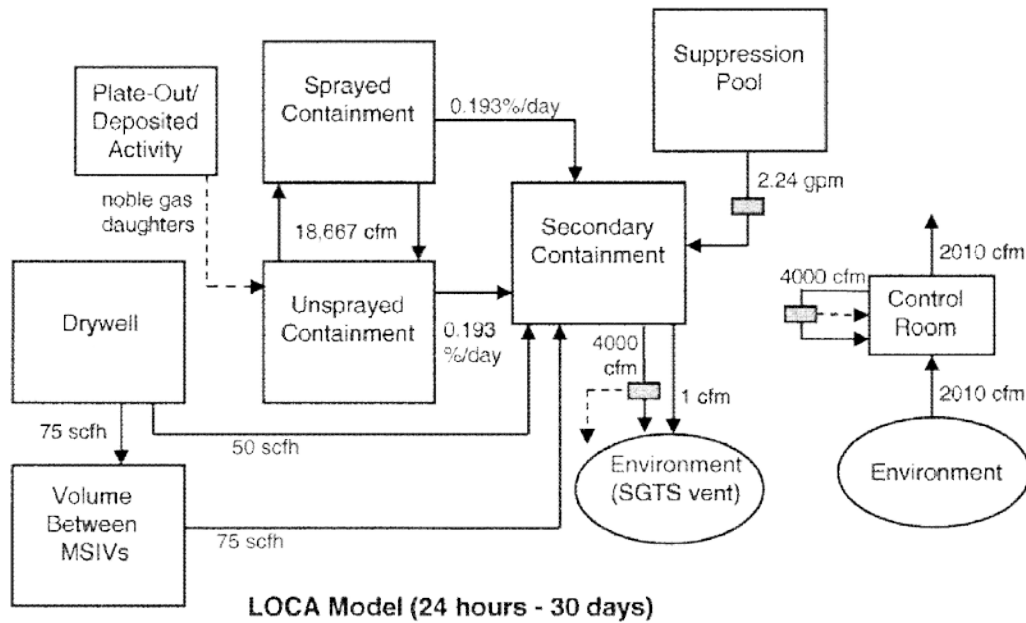 Plate-Out/
Deposited
Activity
noble gas
daughters
Sprayed
Containment
0.193%/day
18,667 cfm
Unsprayed
Containment
0.193
%/day
Suppression
Pool
2.24 gpm
Secondary
Containment
Drywell
75 scfh
50 scfh
Volume
Between
MSIVs
75 scfh
4000
cfm
1 cfm
Environment
(SGTS vent)
2010 cfm
4000 cfm
Control
Room
2010 cfm
Environment
LOCA Model (24 hours - 30 days)